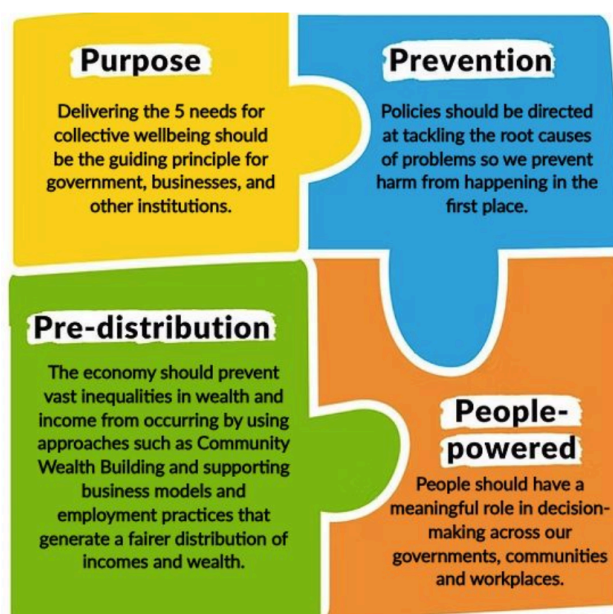 Purpose
Delivering the 5 needs for
collective wellbeing should
be the guiding principle for
government, businesses, and
other institutions.
Prevention
Policies should be directed
at tackling the root causes
of problems so we prevent
harm from happening in the
first place.
Pre-distribution
The economy should prevent
vast inequalities in wealth and
income from occurring by using
approaches such as Community
Wealth Building and supporting
business models and
employment practices that
generate a fairer distribution of
incomes and wealth.
People-
powered
People should have a
meaningful role in decision-
making across our
governments, communities
and workplaces.